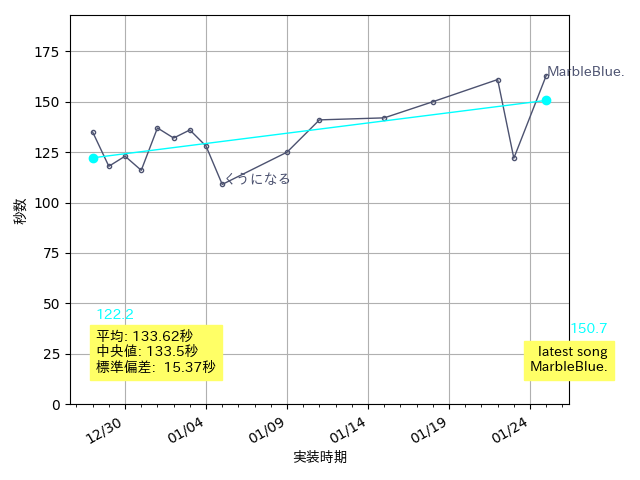 175
150
125
100
75
50
25
0
秒数
MarbleBlue.
くうになる
122.2
150.7
平均: 133.62秒
中央値: 133.5秒
標準偏差: 15.37秒
latest song
MarbleBlue.
12/30
01/04
01/09
01/14
01/19
01/24
実装時期